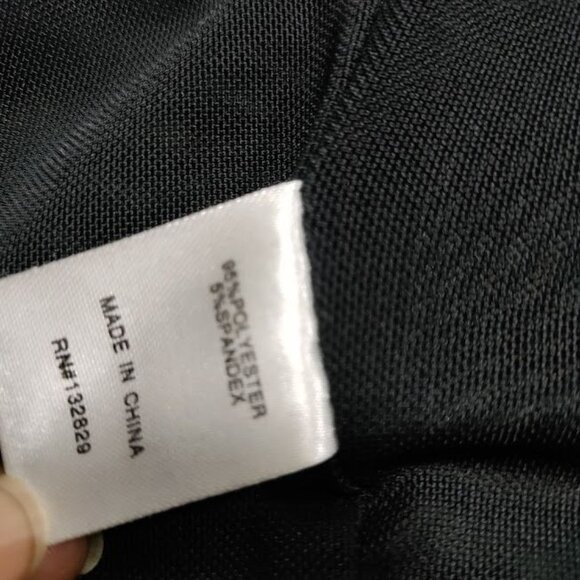 95%POLYESTER
5%SPANDEX
MADE IN CHINA
RN#132829